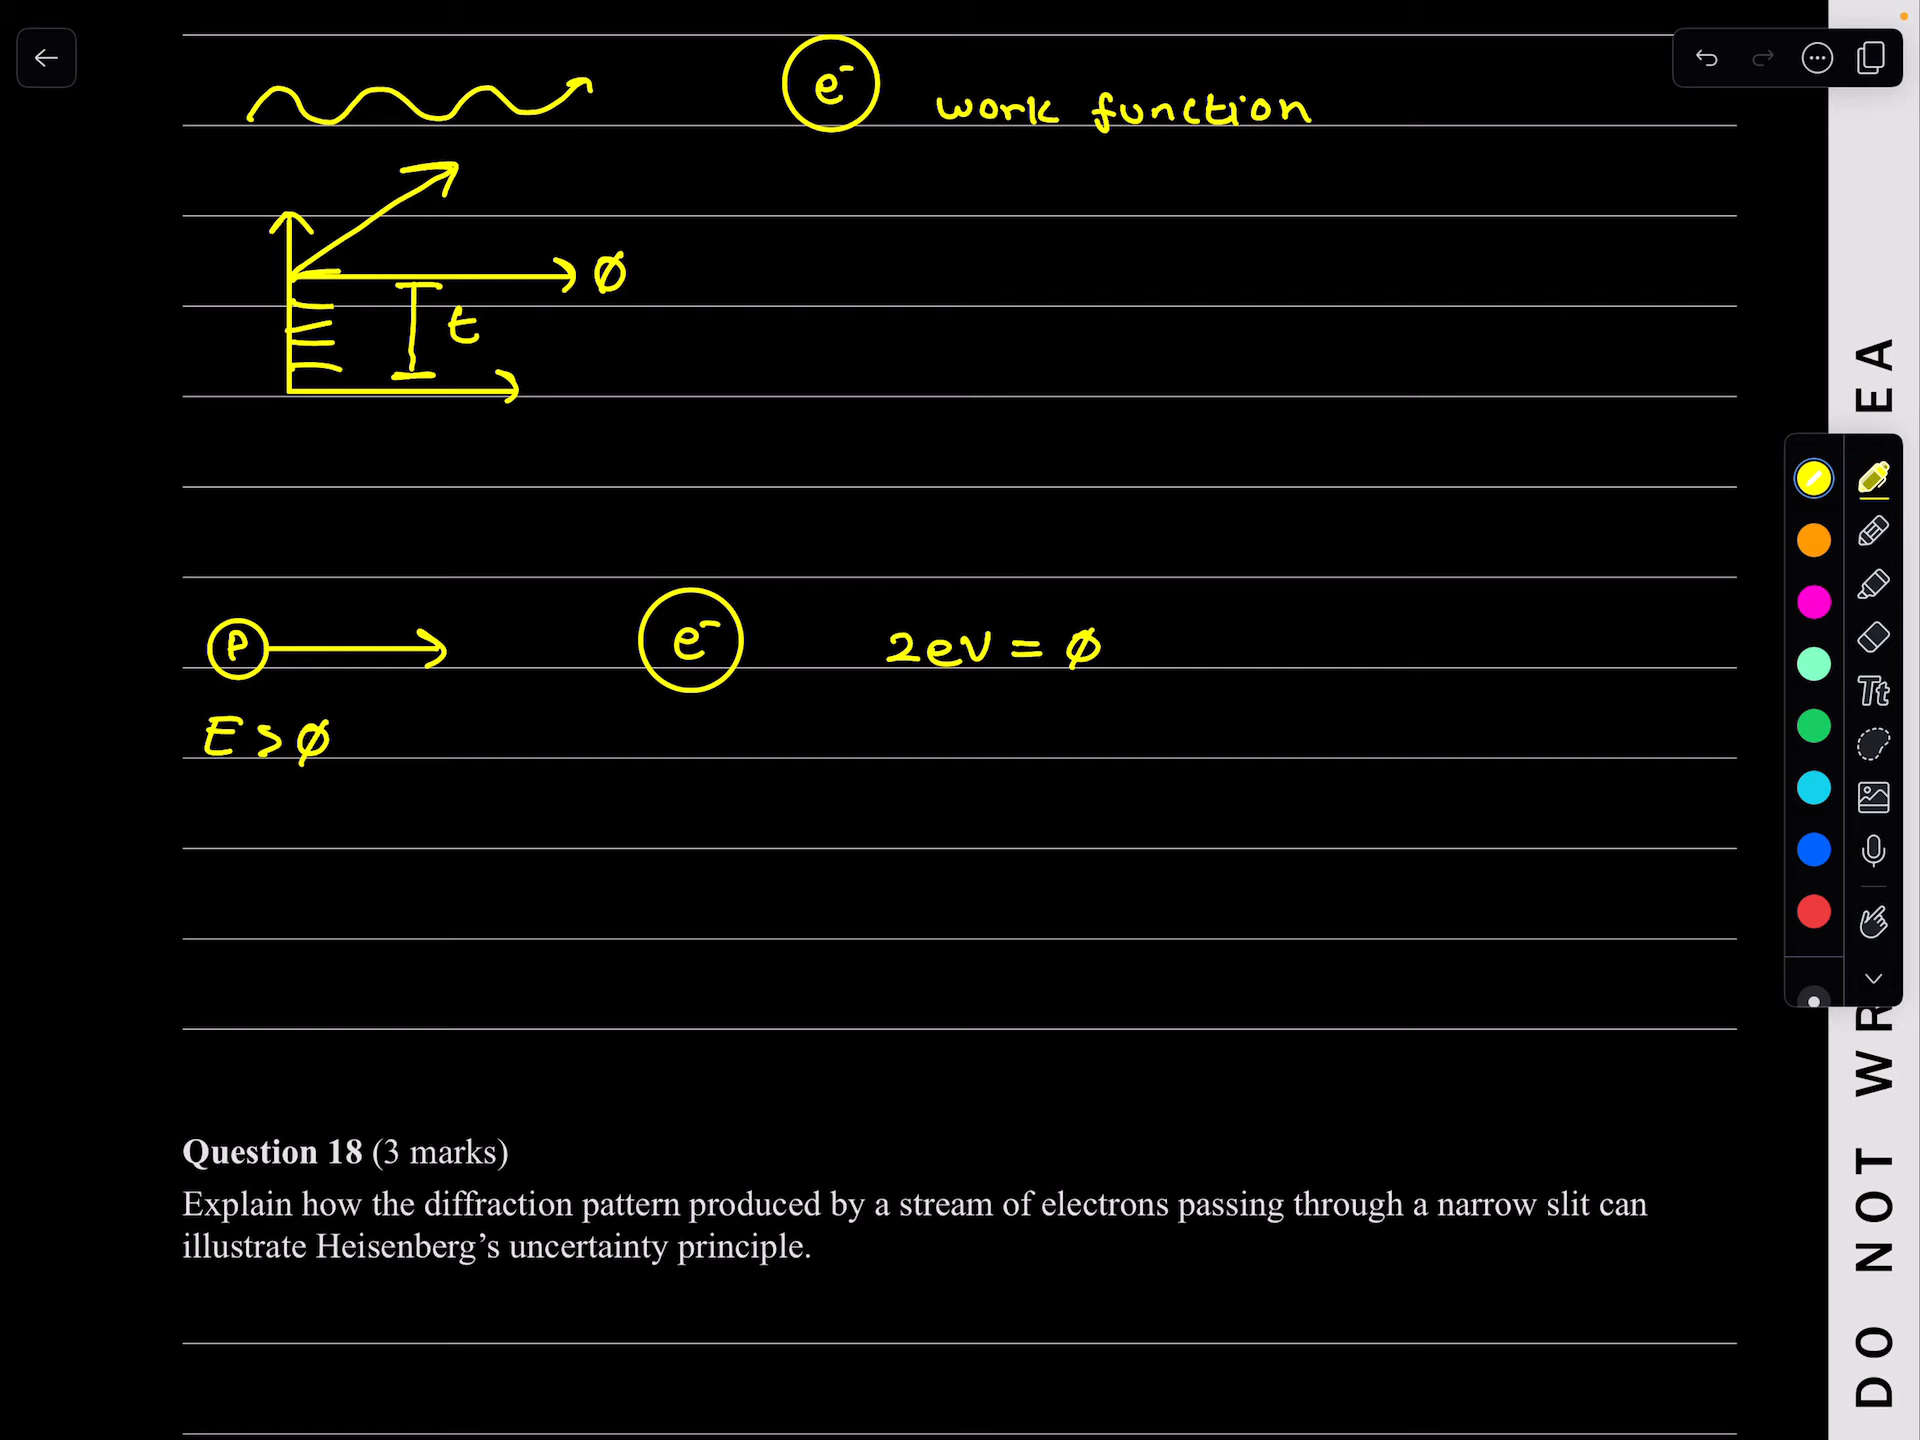 e⁻ work function
Ø
t
P e⁻ 2eV = Ø
E > Ø
Question 18 (3 marks)
Explain how the diffraction pattern produced by a stream of electrons passing through a narrow slit can
illustrate Heisenberg’s uncertainty principle.
EA
Tt
DO NOT WR